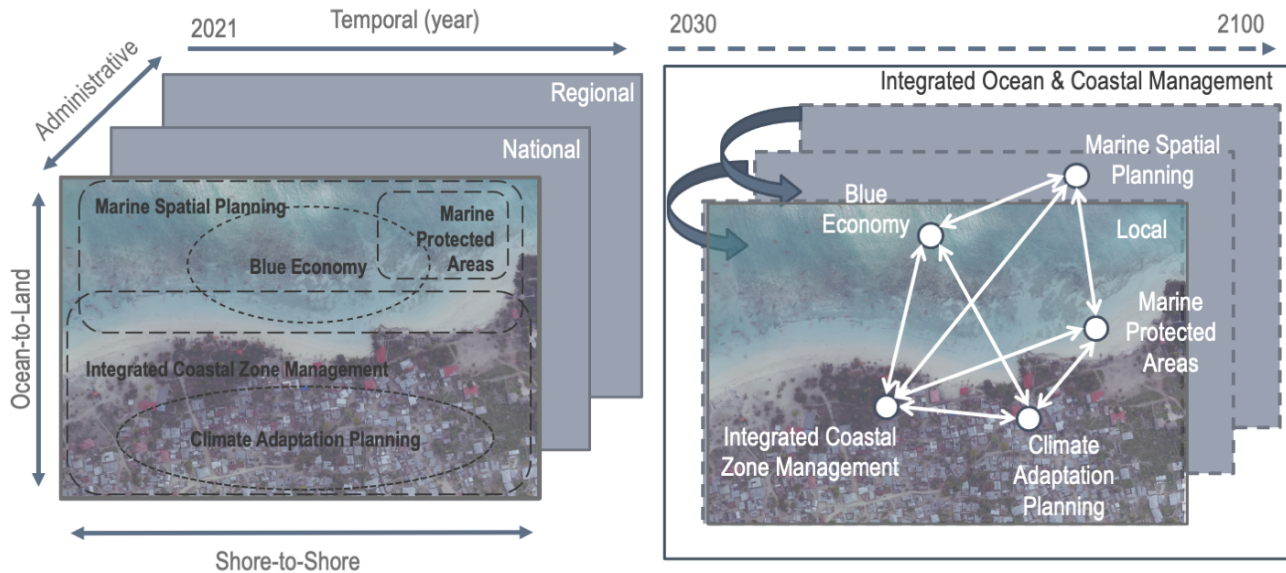 2021
Temporal (year)
Administrative
Regional
National
Ocean-to-Land
Marine Spatial Planning
Marine
Protected
Areas
Blue Economy
Integrated Coastal Zone Management
Climate Adaptation Planning
Shore-to-Shore
2030
2100
Integrated Ocean & Coastal Management
Marine Spatial
Planning
Blue
Economy
Local
Marine
Protected
Areas
Integrated Coastal
Zone Management
Climate
Adaptation
Planning